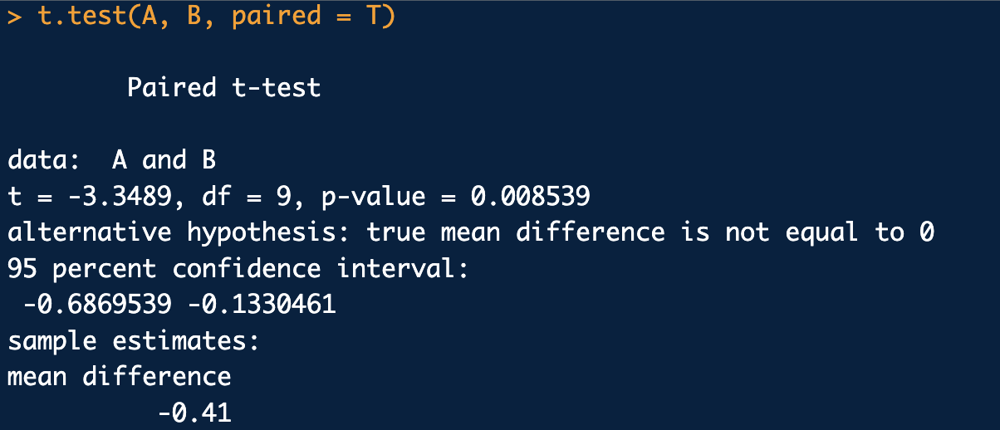 > t.test(A, B, paired = T)
Paired t-test
data:  A and B
t = -3.3489, df = 9, p-value = 0.008539
alternative hypothesis: true mean difference is not equal to 0
95 percent confidence interval:
-0.6869539 -0.1330461
sample estimates:
mean difference
-0.41